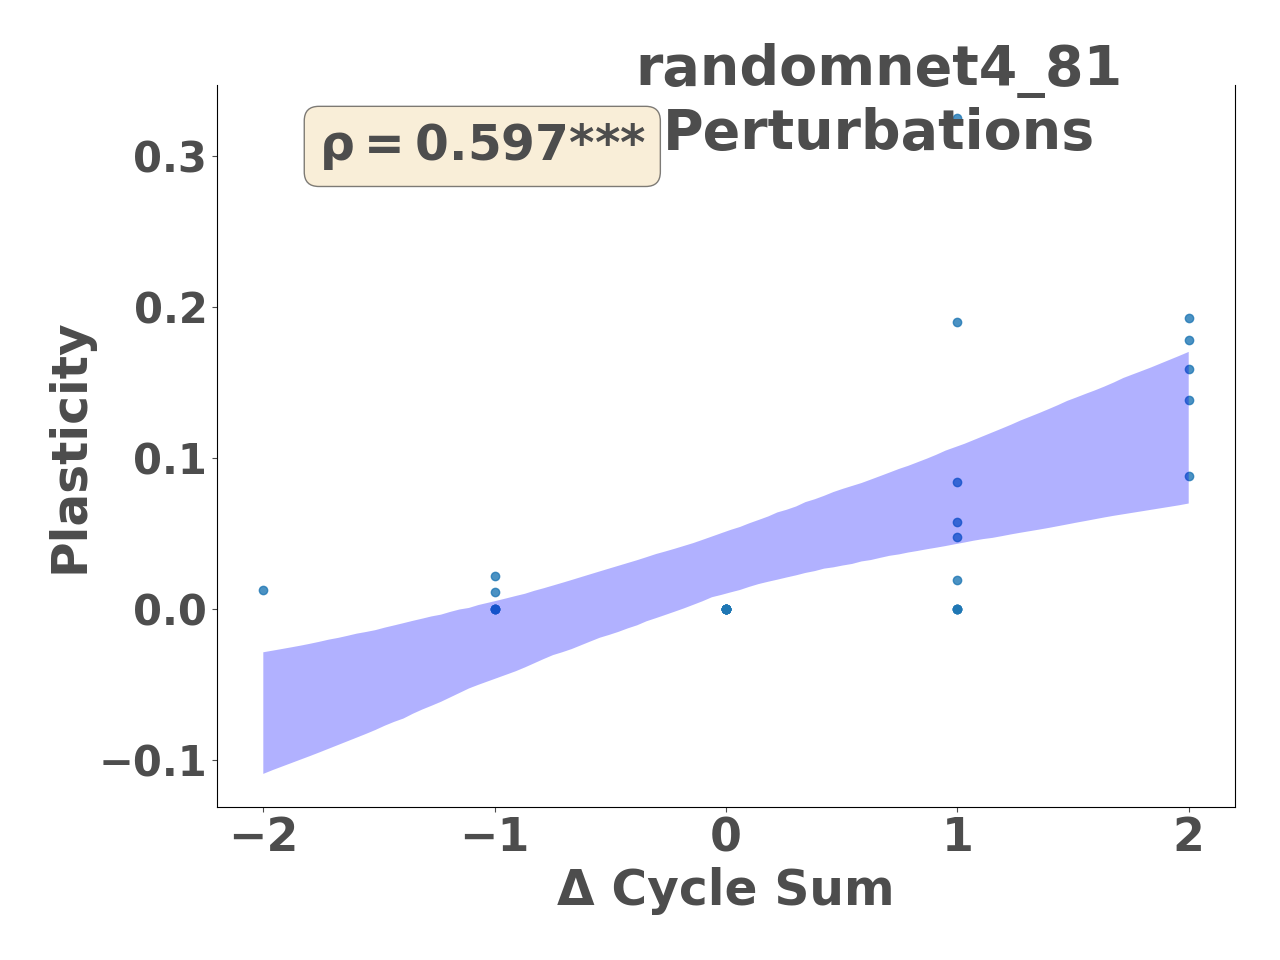 randomnet4_81
Perturbations
ρ = 0.597***
0.3
0.2
0.1
0.0
−0.1
Plasticity
−2 −1 0 1 2
Δ Cycle Sum